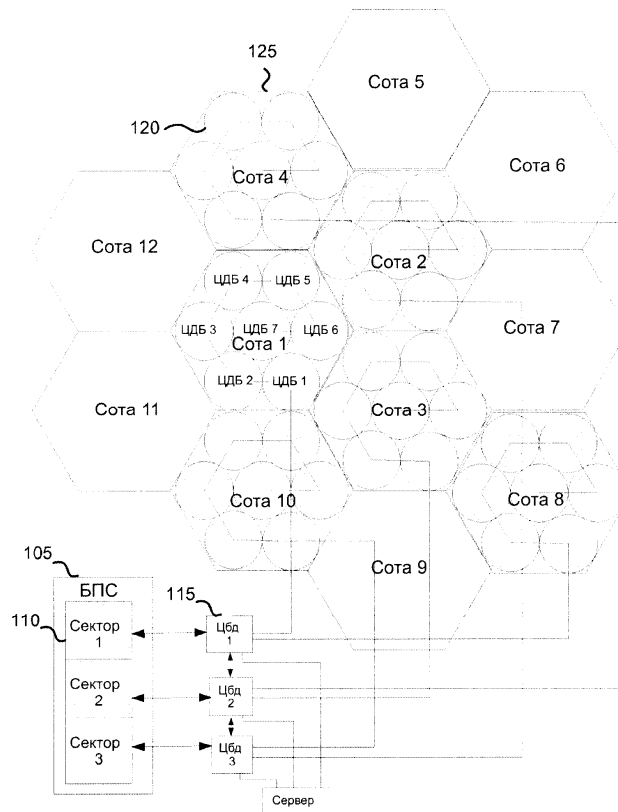 125
Сота 5
120
Сота 4
Сота 6
Сота 12
Сота 2
ЦДБ 4
ЦДБ 5
ЦДБ 3
ЦДБ 7
ЦДБ 6
Сота 1
Сота 7
ЦДБ 2
ЦДБ 1
Сота 11
Сота 3
Сота 10
Сота 8
105
БПС
115
Сота 9
110
Сектор
1
Цбд
1
Сектор
2
Цбд
2
Сектор
3
Цбд
3
Сервер